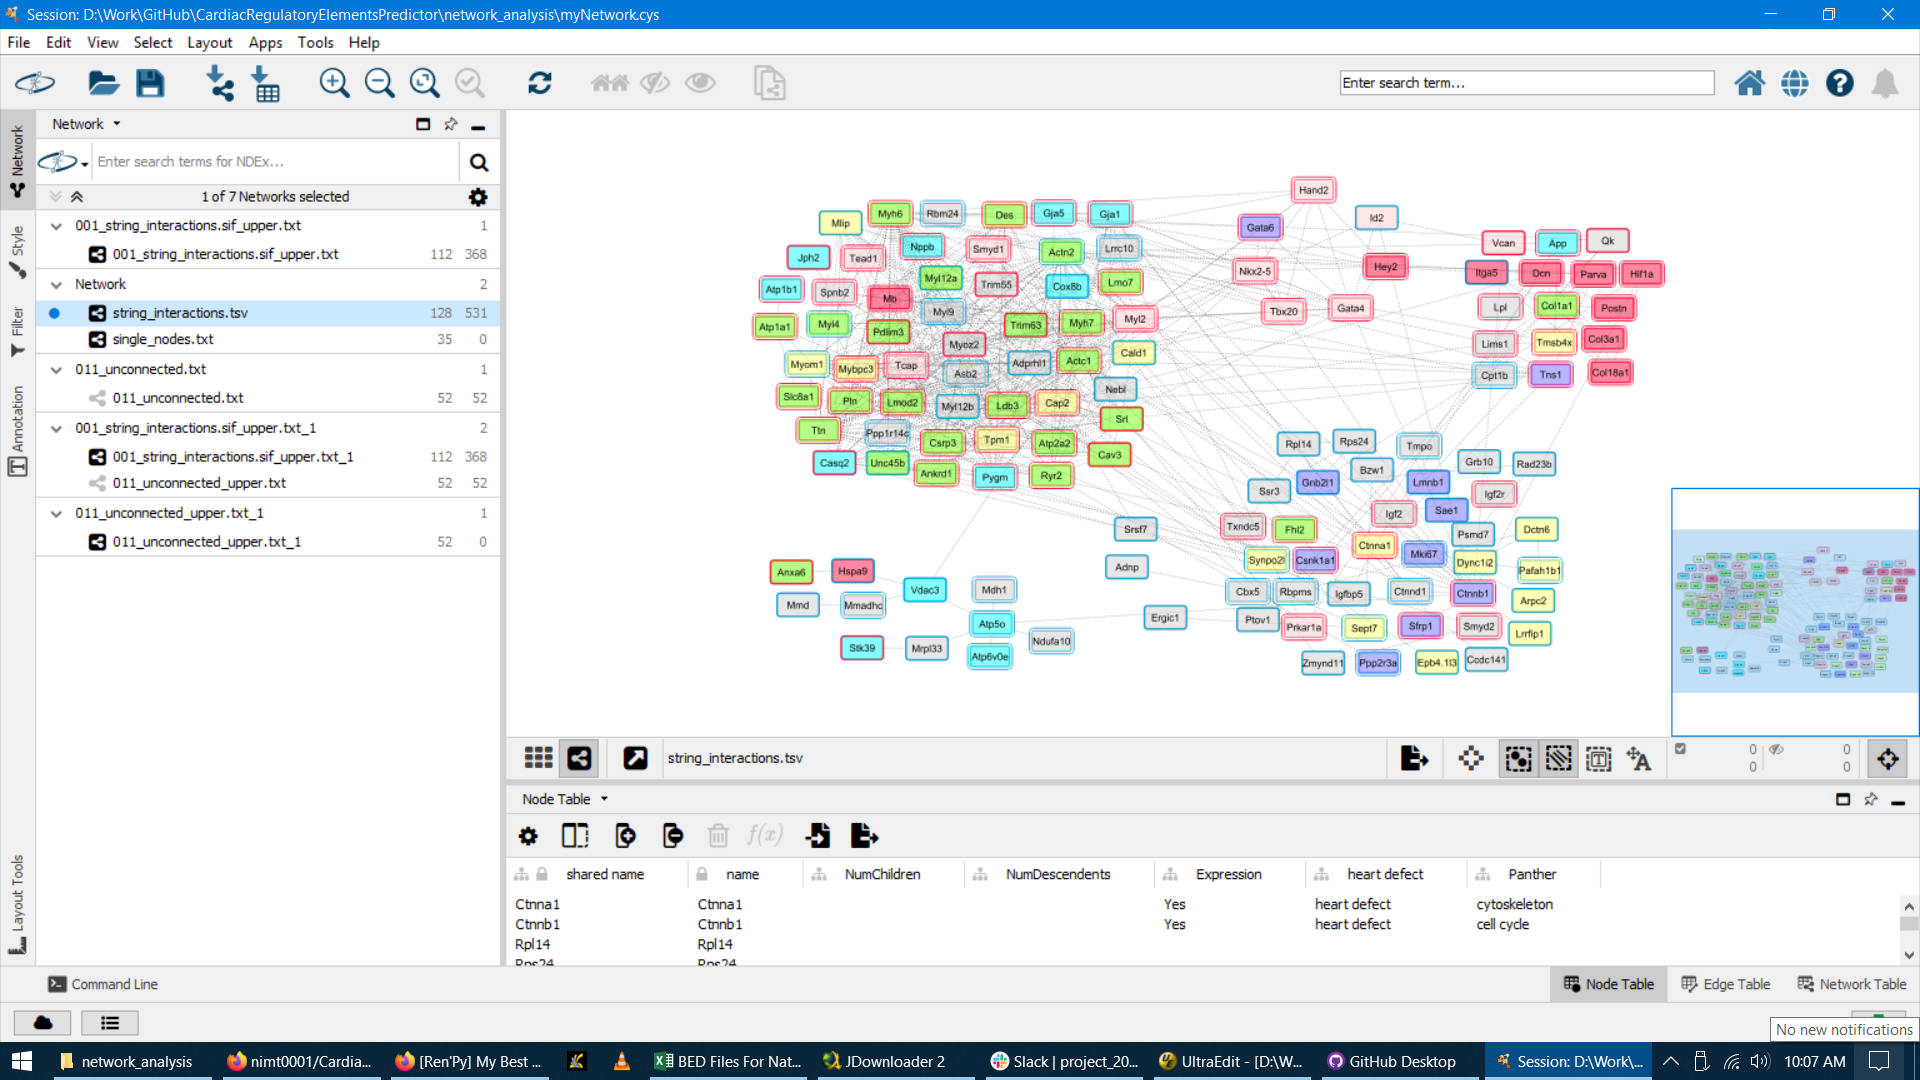 Session: D:\Work\GitHub\CardiacRegulatoryElementsPredictor\network_analysis\myNetwork.cys
File Edit View Select Layout Apps Tools Help
Enter search term...
Network
Enter search terms for NDEx...
1 of 7 Networks selected
001_string_interactions.sif_upper.txt 1
001_string_interactions.sif_upper.txt 112 368
Network 2
string_interactions.tsv 128 531
single_nodes.txt 35 0
011_unconnected.txt 1
011_unconnected.txt 52 52
001_string_interactions.sif_upper.txt_1 2
001_string_interactions.sif_upper.txt_1 112 368
011_unconnected_upper.txt 52 52
011_unconnected_upper.txt_1 1
011_unconnected_upper.txt_1 52 0
Network
Style
Filter
Annotation
Layout Tools
Mlip Myh6 Rbm24 Des Gja5 Gja1
Jph2 Tead1 Nppb Smyd1 Actn2 Lrrc10
Atp1b1 Spnb2 Mb Myl12a Trim55 Cox8b Lmo7
Atp1a1 Myl4 Pdlim3 Myl9 Trim63 Myh7 Myl2
Myom1 Mybpc3 Tcap Myoz2 Adprhl1 Actc1 Cald1
Asb2 Nebl
Slc8a1 Pln Lmod2 Myl12b Ldb3 Cap2 Srl
Ttn Ppp1r14c Csrp3 Tpm1 Atp2a2 Cav3
Casq2 Unc45b Ankrd1 Pygm Ryr2
Hand2 Id2
Gata6
Nkx2-5 Hey2
Tbx20 Gata4
Vcan App Qk
Itga5 Dcn Parva Hif1a
Lpl Col1a1 Postn
Lims1 Tmsb4x Col3a1
Cpt1b Tns1 Col18a1
Rpl14 Rps24 Tmpo
Bzw1 Grb10 Rad23b
Ssr3 Gnb2l1 Lmnb1 Igf2r
Txndc5 Fhl2 Igf2 Sae1 Dctn6
Ctnna1 Psmd7
Synpo2l Csnk1a1 Mki67 Dync1i2 Pafah1b1
Cbx5 Rbpms Igfbp5 Ctnnd1 Ctnnb1 Arpc2
Ptov1 Prkar1a Sept7 Sfrp1 Smyd2 Lrrfip1
Zmynd11 Ppp2r3a Epb4.1l3 Ccdc141
Srsf7
Adnp
Ergic1
Anxa6 Hspa9
Mmd Mmadhc Vdac3 Mdh1
Atp5o
Stk39 Mrpl33 Atp6v0e Ndufa10
string_interactions.tsv
0 0
0 0
Node Table
f(x)
shared name name NumChildren NumDescendents Expression heart defect Panther
Ctnna1 Ctnna1 Yes heart defect cytoskeleton
Ctnnb1 Ctnnb1 Yes heart defect cell cycle
Rpl14 Rpl14
Rps24 Rps24
Command Line
Node Table Edge Table Network Table
No new notifications
network_analysis
nimt0001/Cardia...
[Ren'Py] My Best ...
BED Files For Nat...
JDownloader 2
Slack | project_20...
UltraEdit - [D:\W...
GitHub Desktop
Session: D:\Work\...
10:07 AM